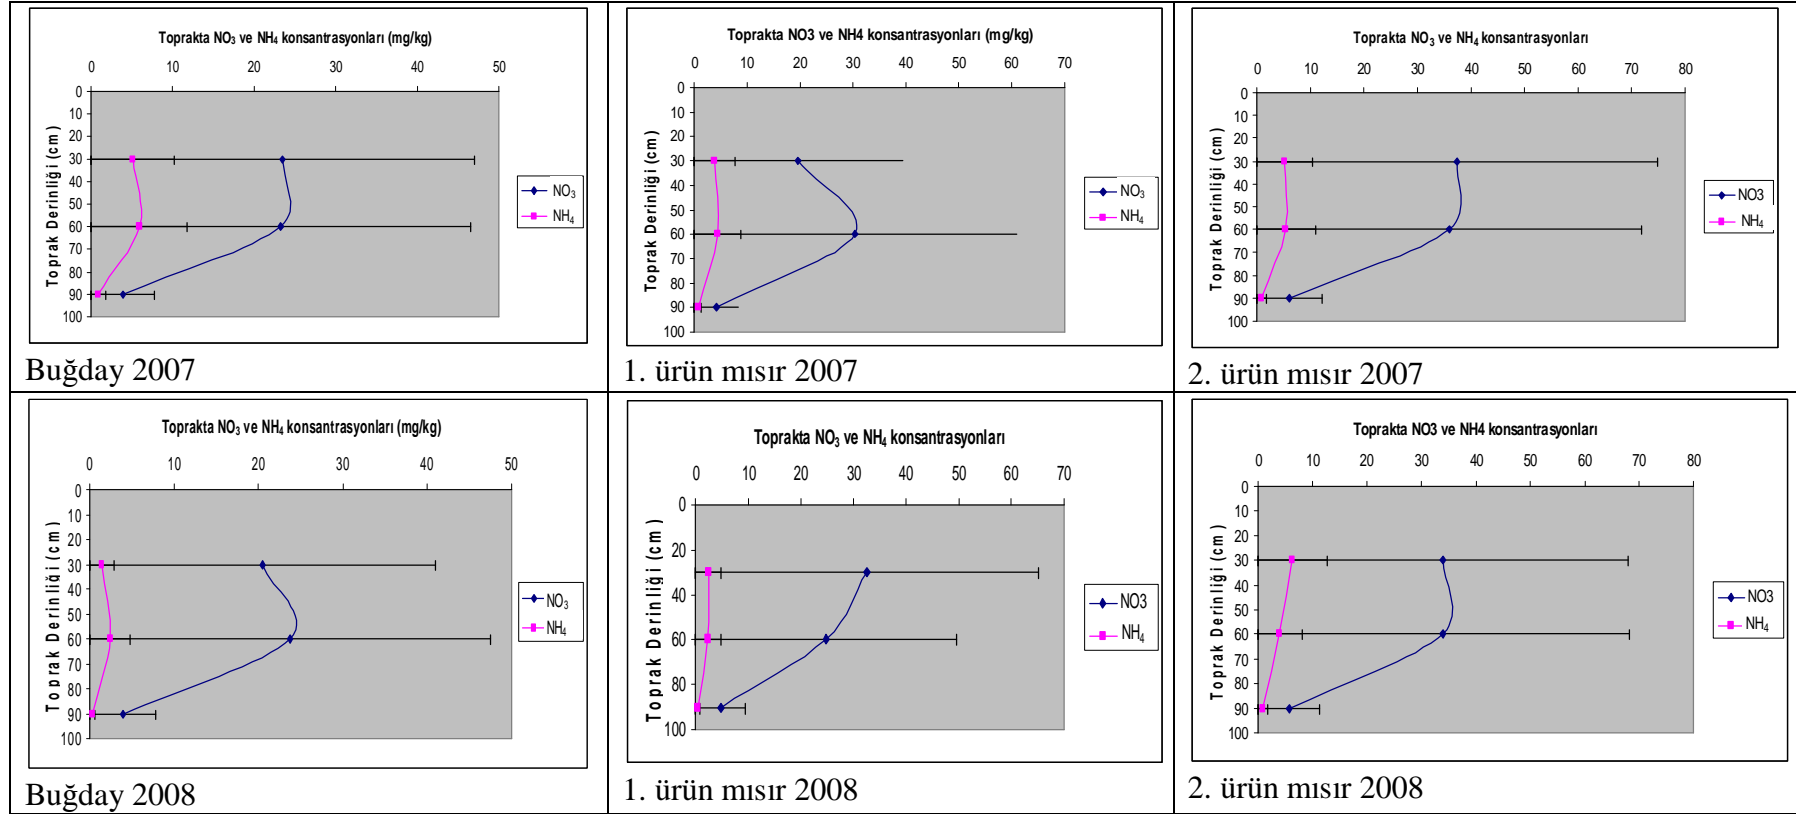 Toprakta NO₃ ve NH₄ konsantrasyonları (mg/kg)
0 10 20 30 40 50
Toprak Derinliği (cm)
0
10
20
30
40
50
60
70
80
90
100
NO₃
NH₄
Buğday 2007
Toprakta NO3 ve NH4 konsantrasyonları (mg/kg)
0 10 20 30 40 50 60 70
Toprak Derinliği (cm)
0
10
20
30
40
50
60
70
80
90
100
NO₃
NH₄
1. ürün mısır 2007
Toprakta NO₃ ve NH₄ konsantrasyonları
0 10 20 30 40 50 60 70 80
Toprak Derinliği (cm)
0
10
20
30
40
50
60
70
80
90
100
NO3
NH₄
2. ürün mısır 2007
Toprakta NO₃ ve NH₄ konsantrasyonları (mg/kg)
0 10 20 30 40 50
Toprak Derinliği (cm)
0
10
20
30
40
50
60
70
80
90
100
NO₃
NH₄
Buğday 2008
Toprakta NO₃ ve NH₄ konsantrasyonları
0 10 20 30 40 50 60 70
Toprak Derinliği (cm)
0
20
40
60
80
100
NO3
NH₄
1. ürün mısır 2008
Toprakta NO3 ve NH4 konsantrasyonları
0 10 20 30 40 50 60 70 80
Toprak Derinliği (cm)
0
10
20
30
40
50
60
70
80
90
100
NO3
NH₄
2. ürün mısır 2008